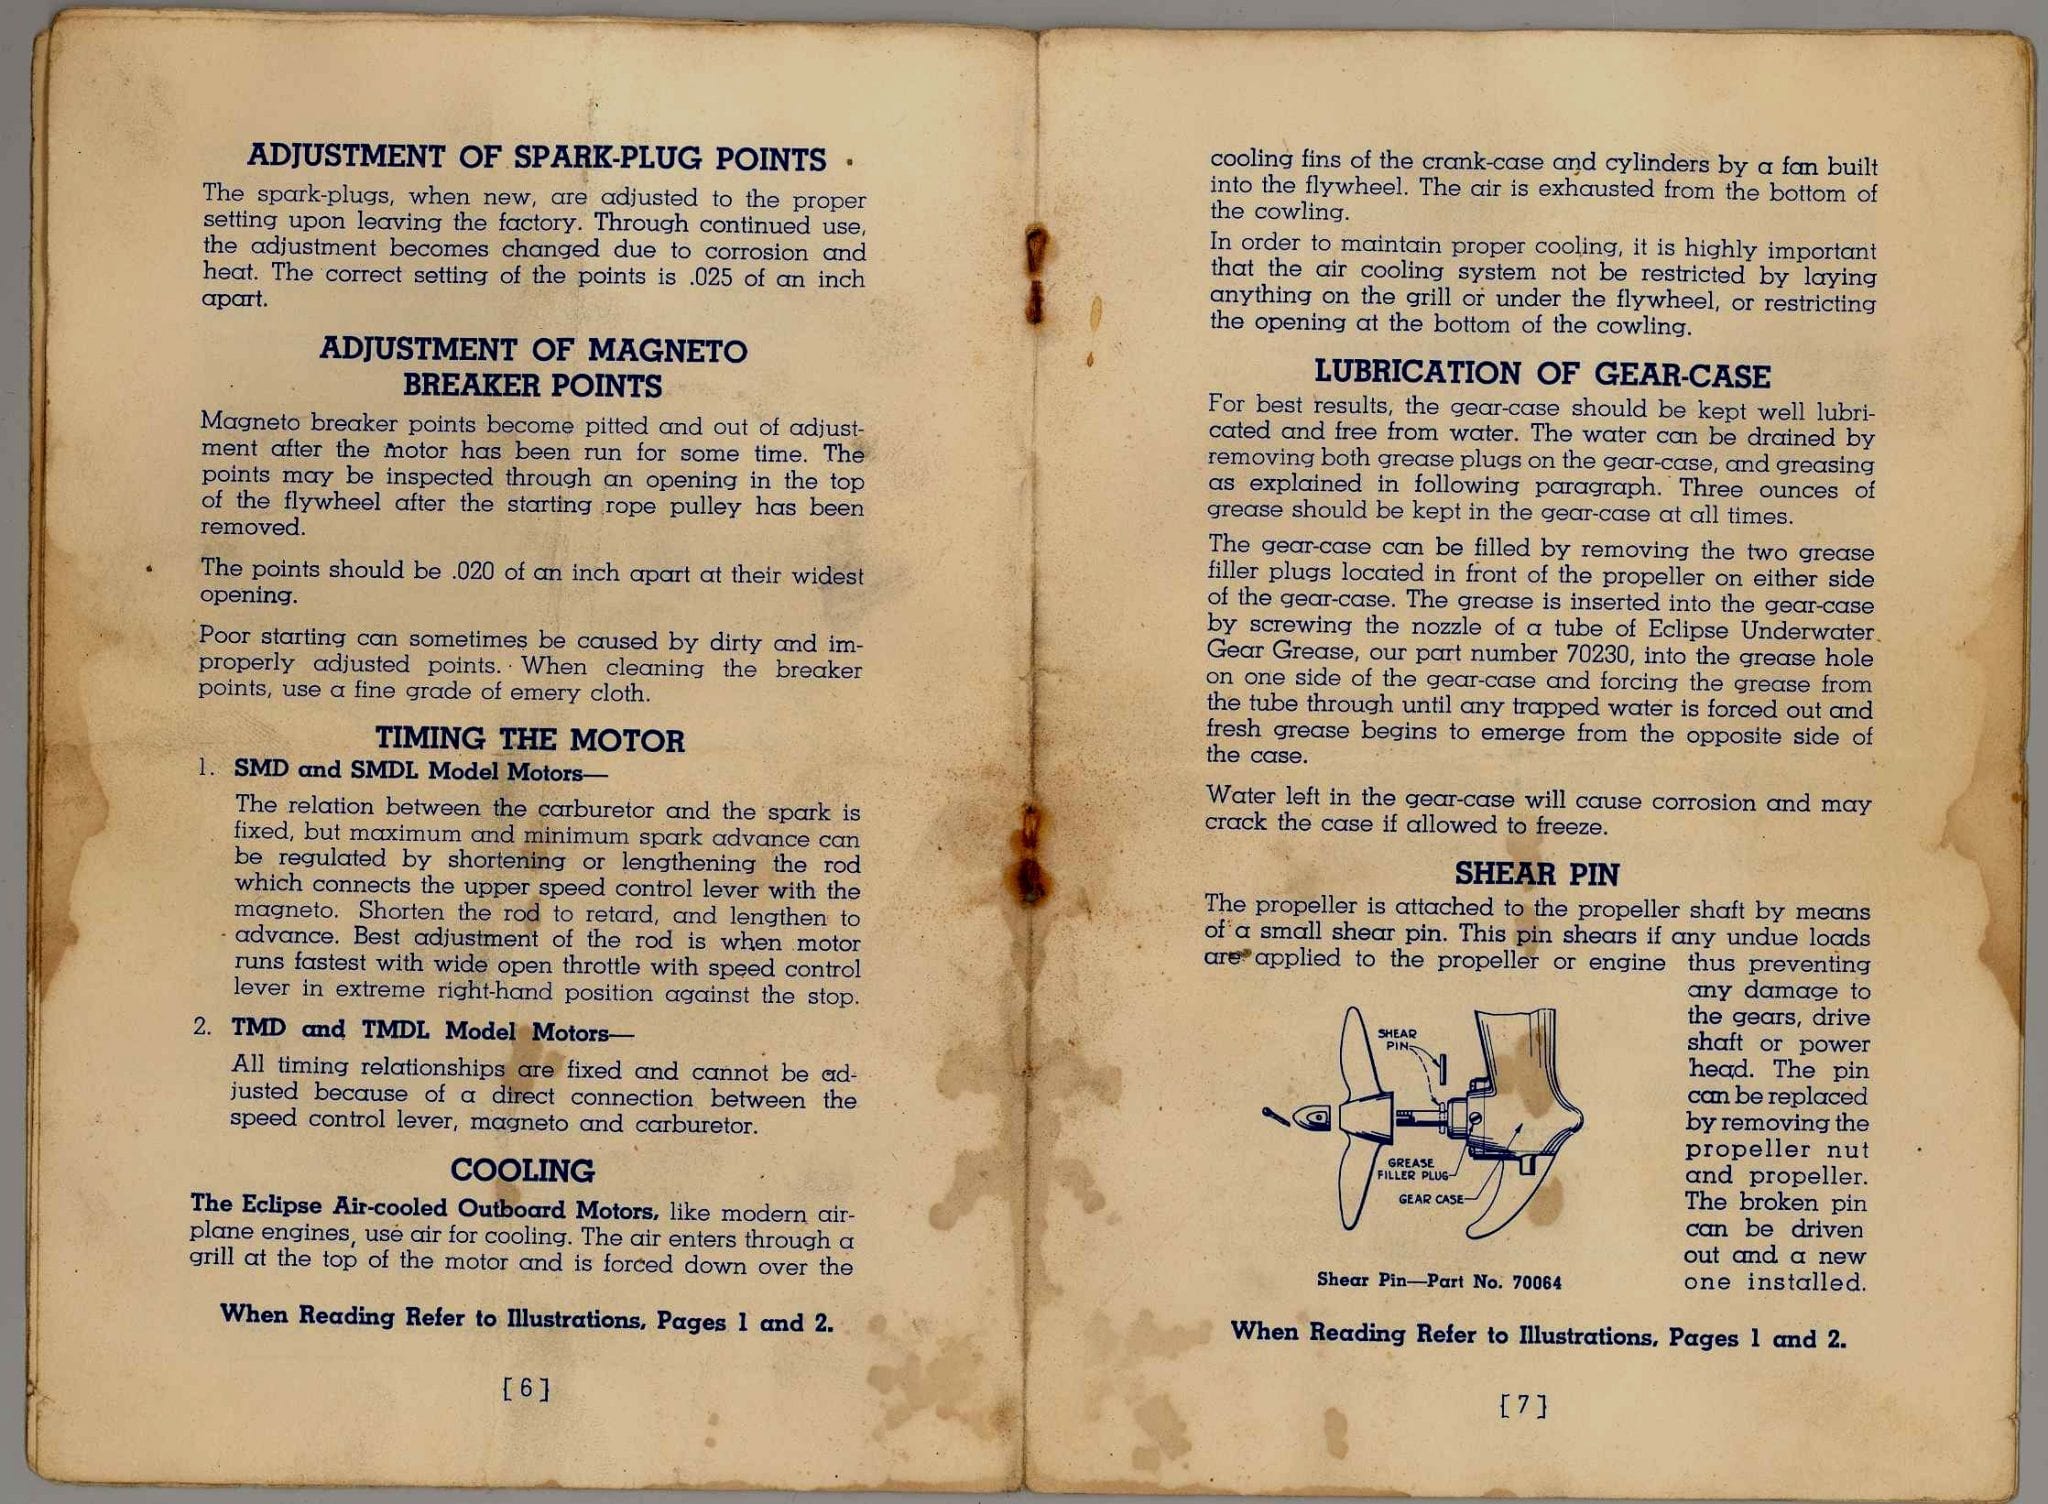 ADJUSTMENT OF SPARK-PLUG POINTS
The spark-plugs, when new, are adjusted to the proper
setting upon leaving the factory. Through continued use,
the adjustment becomes changed due to corrosion and
heat. The correct setting of the points is .025 of an inch
apart.
ADJUSTMENT OF MAGNETO
BREAKER POINTS
Magneto breaker points become pitted and out of adjust-
ment after the motor has been run for some time. The
points may be inspected through an opening in the top
of the flywheel after the starting rope pulley has been
removed.
The points should be .020 of an inch apart at their widest
opening.
Poor starting can sometimes be caused by dirty and im-
properly adjusted points. When cleaning the breaker
points, use a fine grade of emery cloth.
TIMING THE MOTOR
1. SMD and SMDL Model Motors—
The relation between the carburetor and the spark is
fixed, but maximum and minimum spark advance can
be regulated by shortening or lengthening the rod
which connects the upper speed control lever with the
magneto. Shorten the rod to retard, and lengthen to
advance. Best adjustment of the rod is when motor
runs fastest with wide open throttle with speed control
lever in extreme right-hand position against the stop.
2. TMD and TMDL Model Motors—
All timing relationships are fixed and cannot be ad-
justed because of a direct connection between the
speed control lever, magneto and carburetor.
COOLING
The Eclipse Air-cooled Outboard Motors, like modern air-
plane engines, use air for cooling. The air enters through a
grill at the top of the motor and is forced down over the
When Reading Refer to Illustrations, Pages 1 and 2.
[ 6 ]
cooling fins of the crank-case and cylinders by a fan built
into the flywheel. The air is exhausted from the bottom of
the cowling.
In order to maintain proper cooling, it is highly important
that the air cooling system not be restricted by laying
anything on the grill or under the flywheel, or restricting
the opening at the bottom of the cowling.
LUBRICATION OF GEAR-CASE
For best results, the gear-case should be kept well lubri-
cated and free from water. The water can be drained by
removing both grease plugs on the gear-case, and greasing
as explained in following paragraph. Three ounces of
grease should be kept in the gear-case at all times.
The gear-case can be filled by removing the two grease
filler plugs located in front of the propeller on either side
of the gear-case. The grease is inserted into the gear-case
by screwing the nozzle of a tube of Eclipse Underwater
Gear Grease, our part number 70230, into the grease hole
on one side of the gear-case and forcing the grease from
the tube through until any trapped water is forced out and
fresh grease begins to emerge from the opposite side of
the case.
Water left in the gear-case will cause corrosion and may
crack the case if allowed to freeze.
SHEAR PIN
The propeller is attached to the propeller shaft by means
of a small shear pin. This pin shears if any undue loads
are applied to the propeller or engine thus preventing
any damage to
the gears, drive
shaft or power
head. The pin
can be replaced
by removing the
propeller nut
and propeller.
The broken pin
can be driven
out and a new
one installed.
SHEAR
PIN
GREASE
FILLER PLUG
GEAR CASE
Shear Pin—Part No. 70064
When Reading Refer to Illustrations, Pages 1 and 2.
[ 7 ]